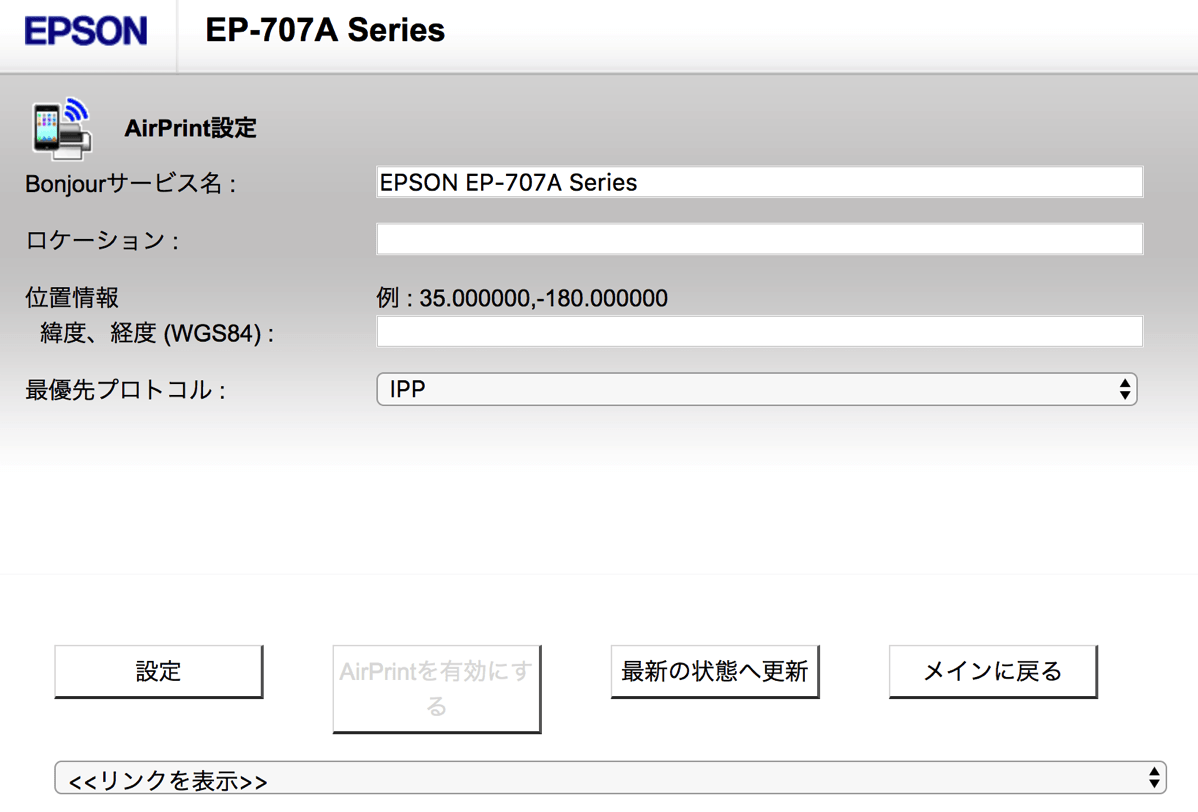 EPSON
EP-707A Series
AirPrint設定
Bonjourサービス名 :
EPSON EP-707A Series
ロケーション :
位置情報
例 : 35.000000,-180.000000
緯度、経度 (WGS84) :
最優先プロトコル :
IPP
設定
AirPrintを有効にす
る
最新の状態へ更新
メインに戻る
<<リンクを表示>>